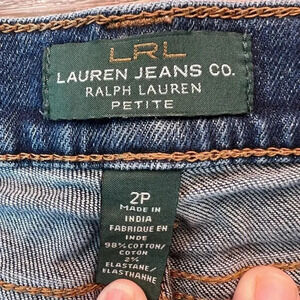 LRL
LAUREN JEANS CO.
RALPH LAUREN
PETITE
2P
MADE IN
INDIA
FABRIQUE EN
INDE
98% COTTON/
COTON
2%
ELASTANE/
ELASTHANNE